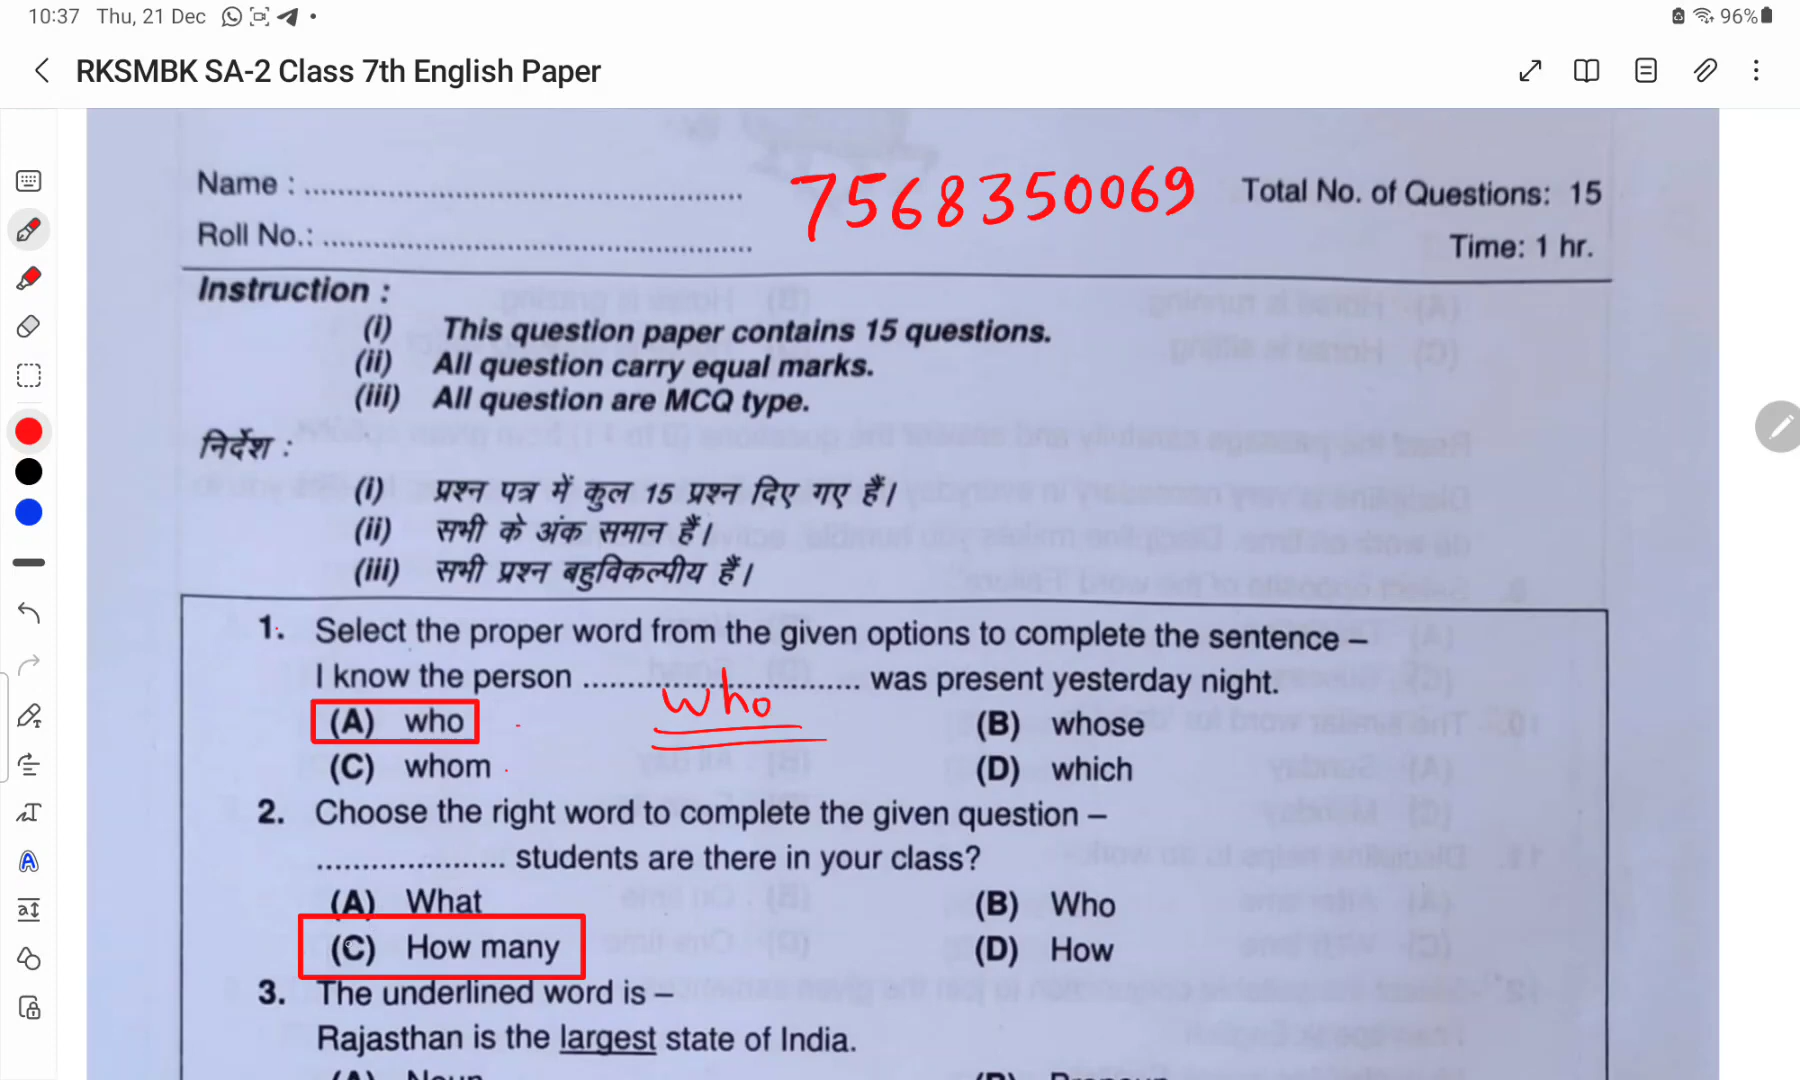 10:37 Thu, 21 Dec
96%
RKSMBK SA-2 Class 7th English Paper
Name : ........................................................
7568350069
Total No. of Questions: 15
Roll No.: ........................................................
Time: 1 hr.
Instruction :
(i) This question paper contains 15 questions.
(ii) All question carry equal marks.
(iii) All question are MCQ type.
निर्देश :
(i) प्रश्न पत्र में कुल 15 प्रश्न दिए गए हैं।
(ii) सभी के अंक समान हैं।
(iii) सभी प्रश्न बहुविकल्पीय हैं।
1. Select the proper word from the given options to complete the sentence –
I know the person .................................... was present yesterday night.
who
(A) who (B) whose
(C) whom (D) which
2. Choose the right word to complete the given question –
......................... students are there in your class?
(A) What (B) Who
(C) How many (D) How
3. The underlined word is –
Rajasthan is the largest state of India.
(A) Noun (B) Pronoun